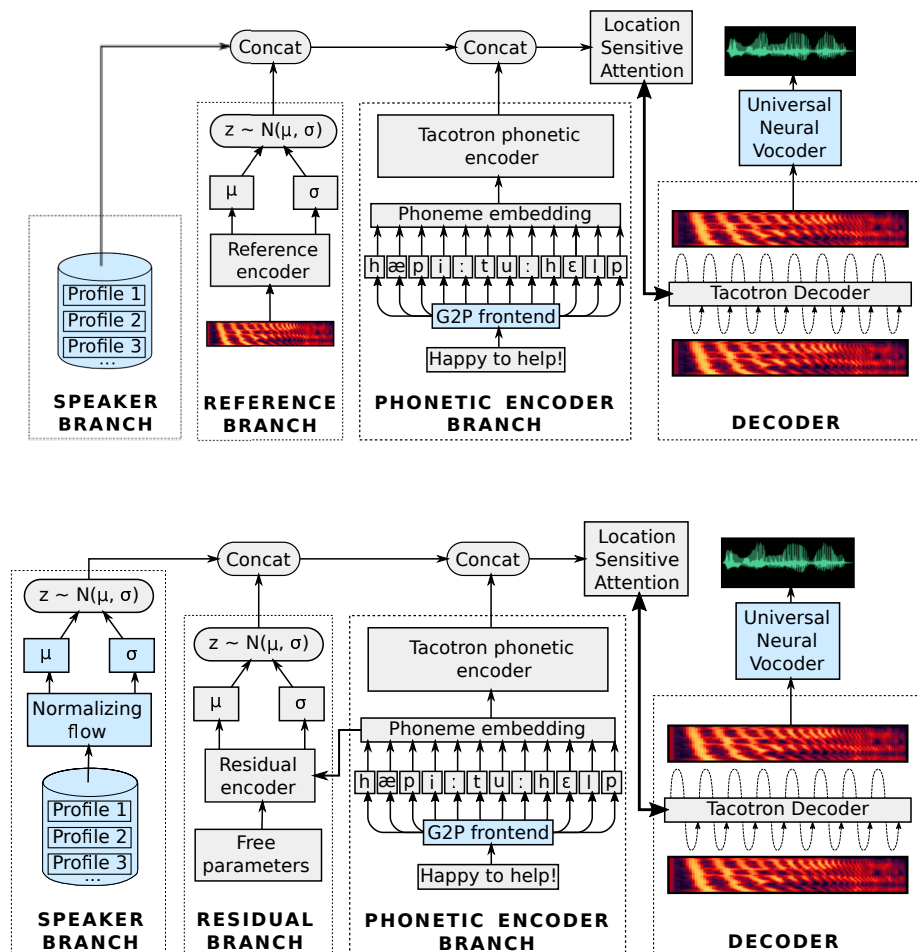 Concat
Concat
Location
Sensitive
Attention
z ~ N(μ, σ)
μ
σ
Reference
encoder
Tacotron phonetic
encoder
Phoneme embedding
h æ p i ː t u ː h ɛ l p
G2P frontend
Happy to help!
Universal
Neural
Vocoder
Tacotron Decoder
Profile 1
Profile 2
Profile 3
...
SPEAKER
BRANCH
REFERENCE
BRANCH
PHONETIC ENCODER
BRANCH
DECODER
Concat
Concat
Location
Sensitive
Attention
z ~ N(μ, σ)
μ
σ
Normalizing
flow
Profile 1
Profile 2
Profile 3
...
z ~ N(μ, σ)
μ
σ
Residual
encoder
Free
parameters
Tacotron phonetic
encoder
Phoneme embedding
h æ p i ː t u ː h ɛ l p
G2P frontend
Happy to help!
Universal
Neural
Vocoder
Tacotron Decoder
SPEAKER
BRANCH
RESIDUAL
BRANCH
PHONETIC ENCODER
BRANCH
DECODER